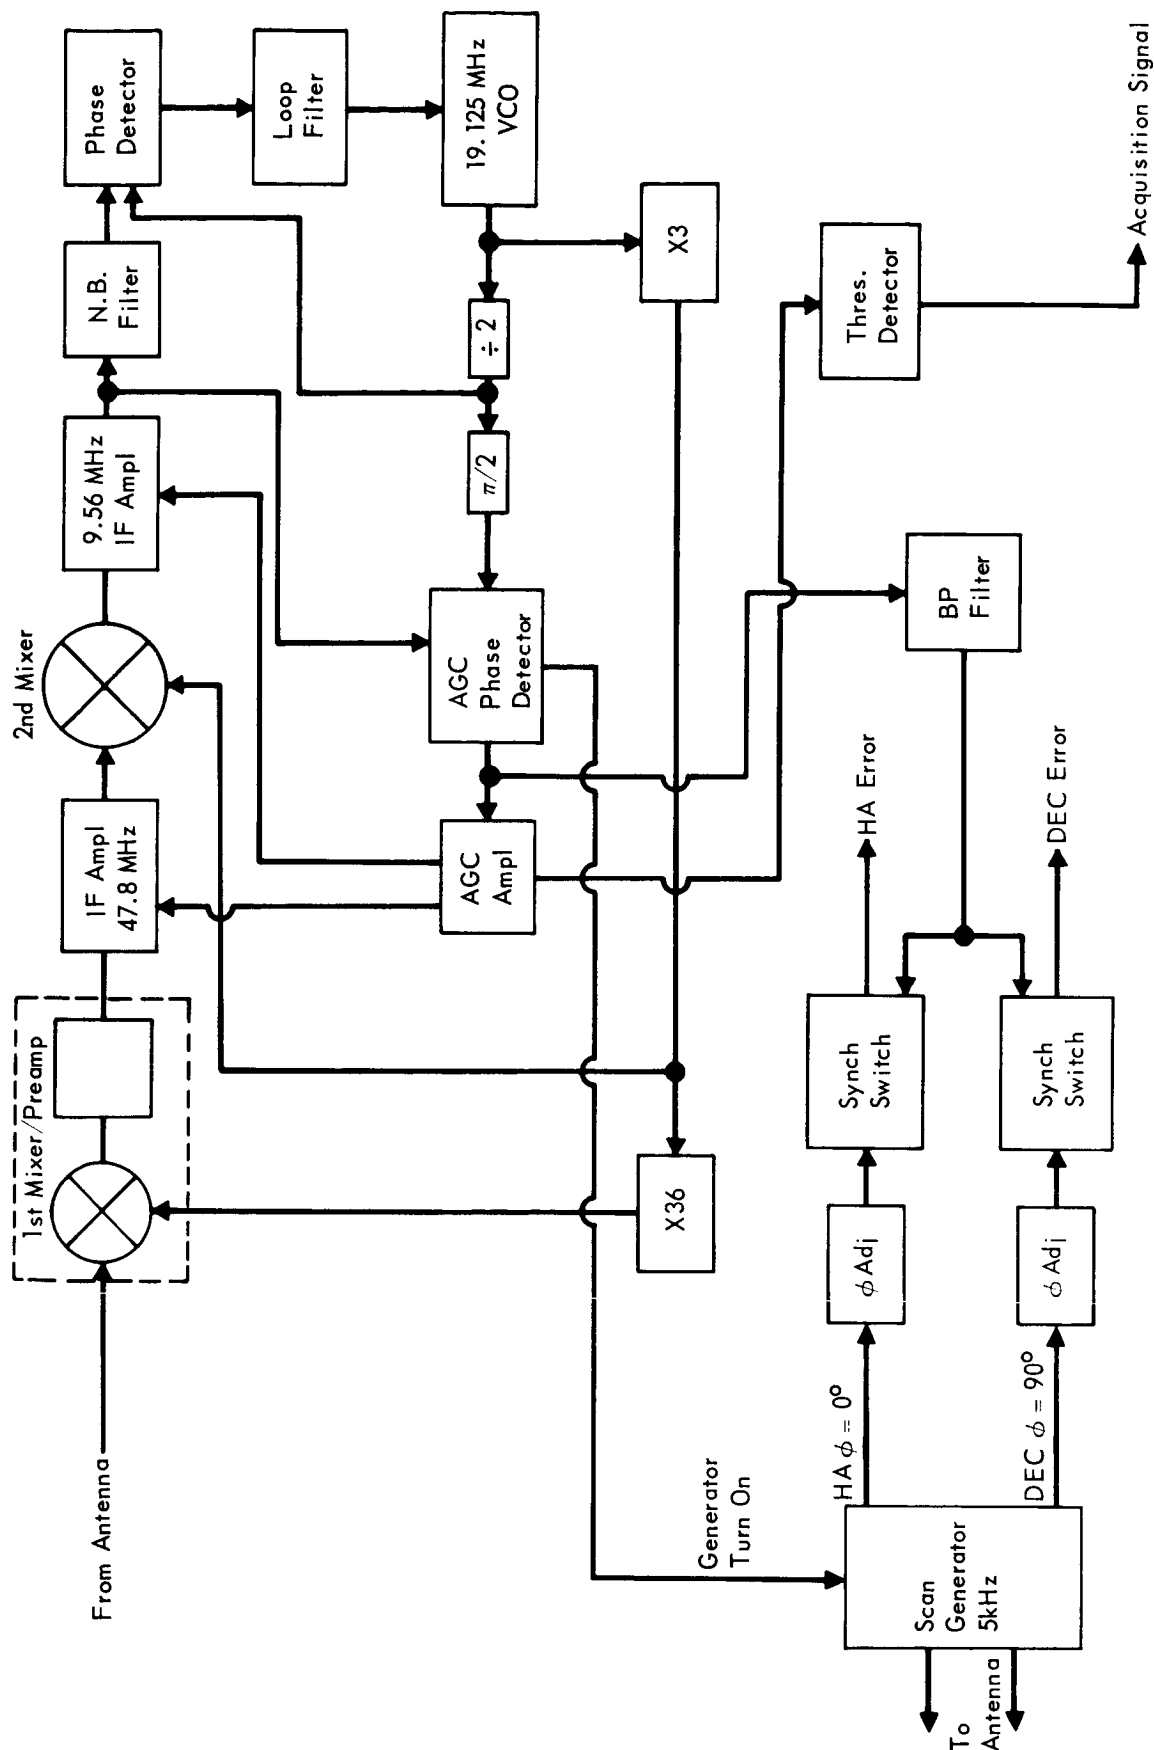 From Antenna
1st Mixer/Preamp
IF Ampl
47.8 MHz
2nd Mixer
9.56 MHz
IF Ampl
N.B.
Filter
Phase
Detector
Loop
Filter
19.125 MHz
VCO
÷ 2
π/2
AGC
Phase
Detector
AGC
Ampl
X3
X36
Thres.
Detector
Acquisition Signal
BP
Filter
Generator
Turn On
Scan
Generator
5kHz
To
Antenna
HA ϕ = 0°
ϕ Adj
Synch
Switch
HA Error
DEC ϕ = 90°
ϕ Adj
Synch
Switch
DEC Error